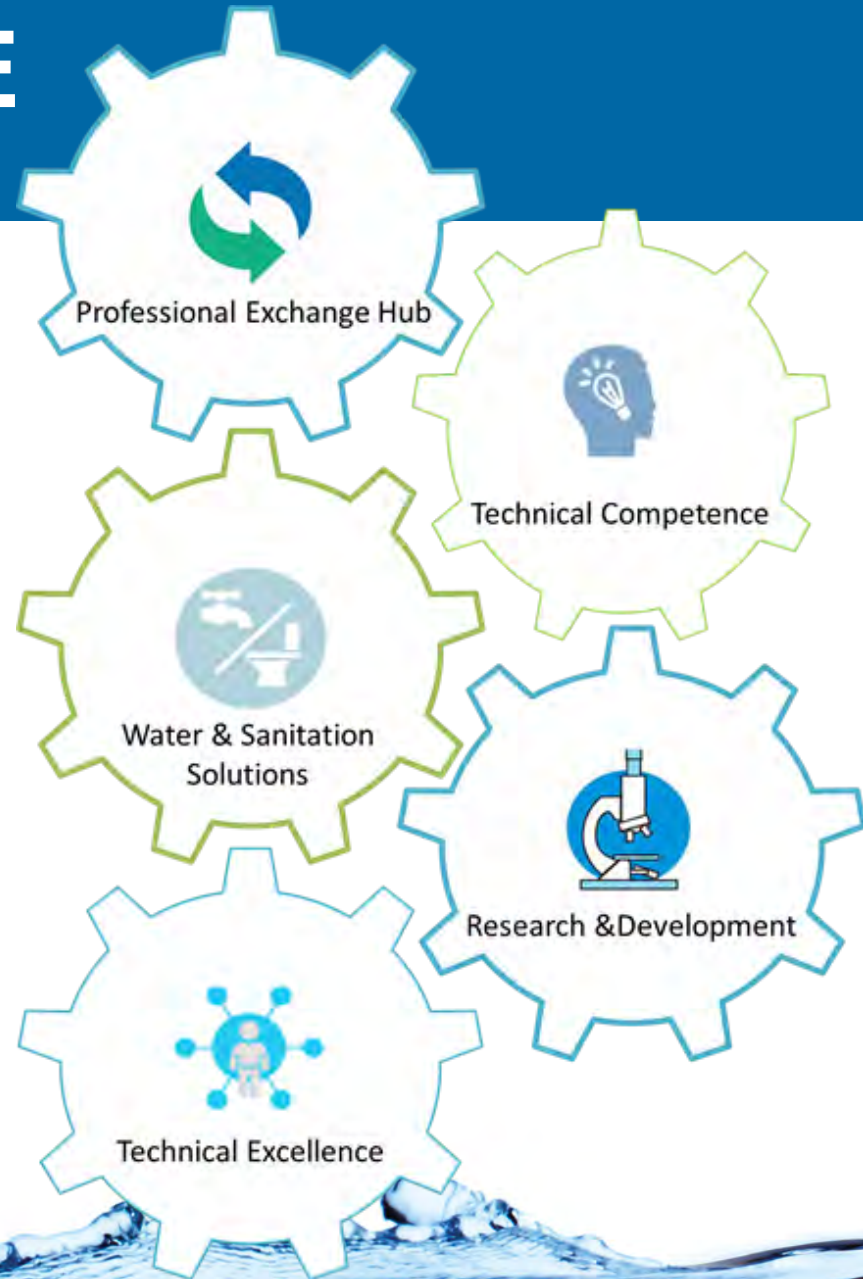 E
Professional Exchange Hub
Technical Competence
Water & Sanitation
Solutions
Research &Development
Technical Excellence